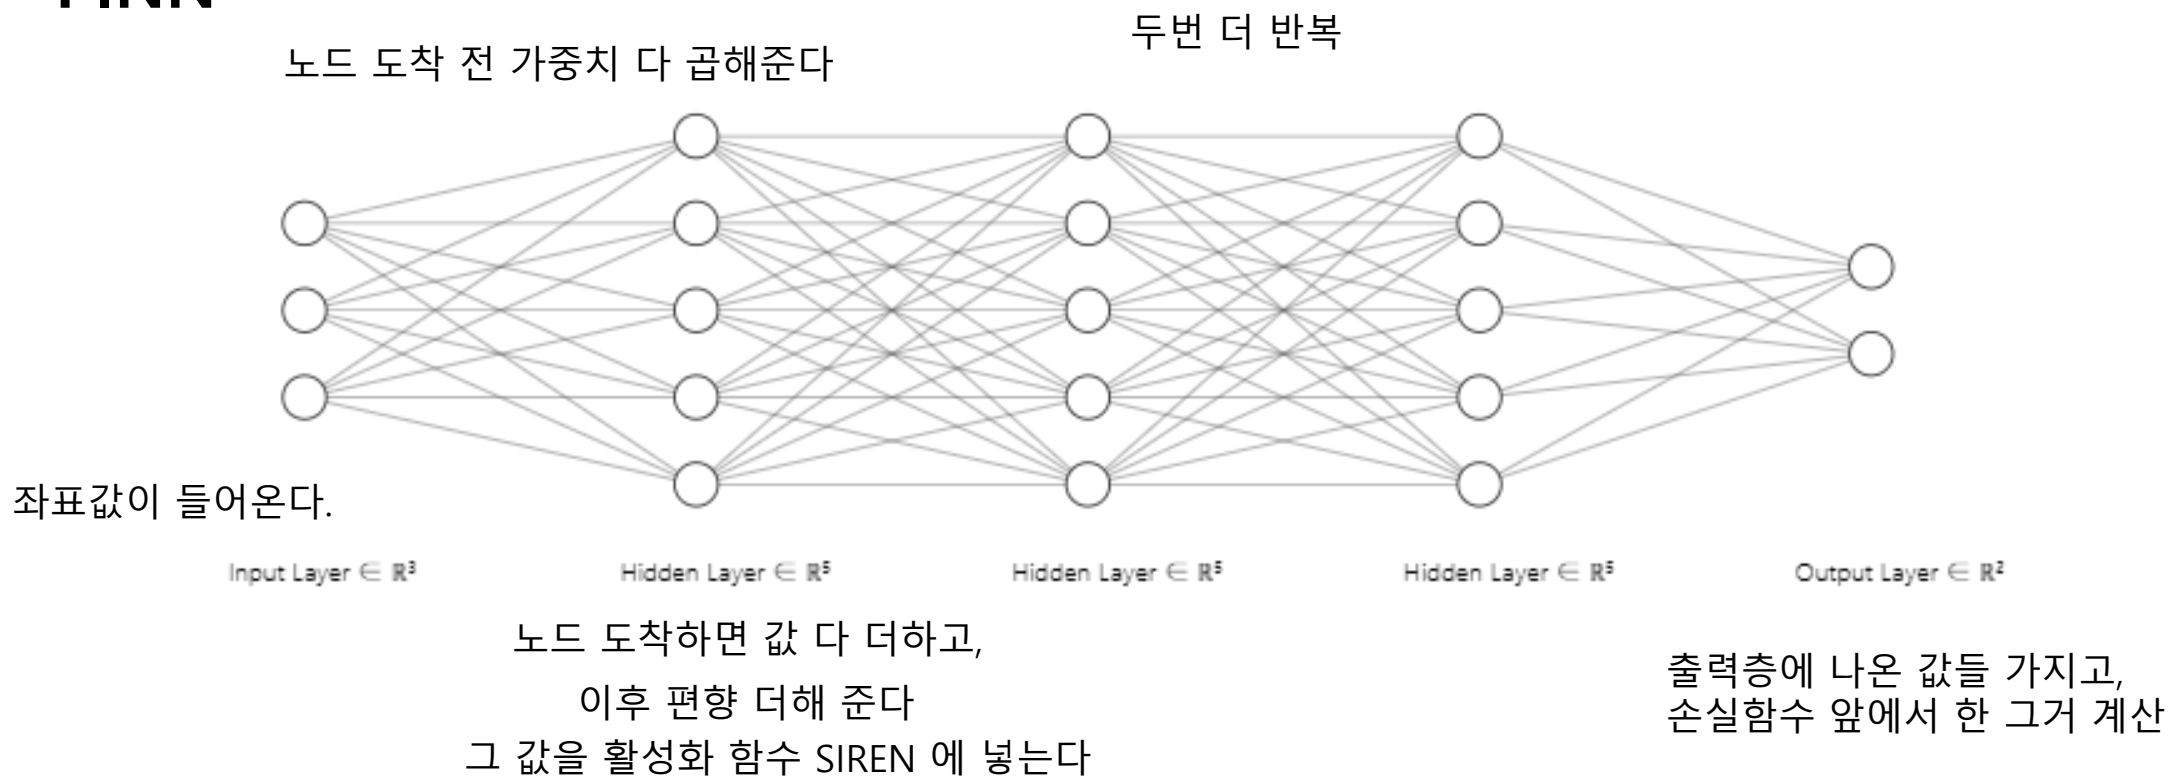 노드 도착 전 가중치 다 곱해준다
두번 더 반복
좌표값이 들어온다.
Input Layer ∈ ℝ³
Hidden Layer ∈ ℝ⁵
Hidden Layer ∈ ℝ⁵
Hidden Layer ∈ ℝ⁵
Output Layer ∈ ℝ²
노드 도착하면 값 다 더하고,
이후 편향 더해 준다
그 값을 활성화 함수 SIREN 에 넣는다
출력층에 나온 값들 가지고,
손실함수 앞에서 한 그거 계산